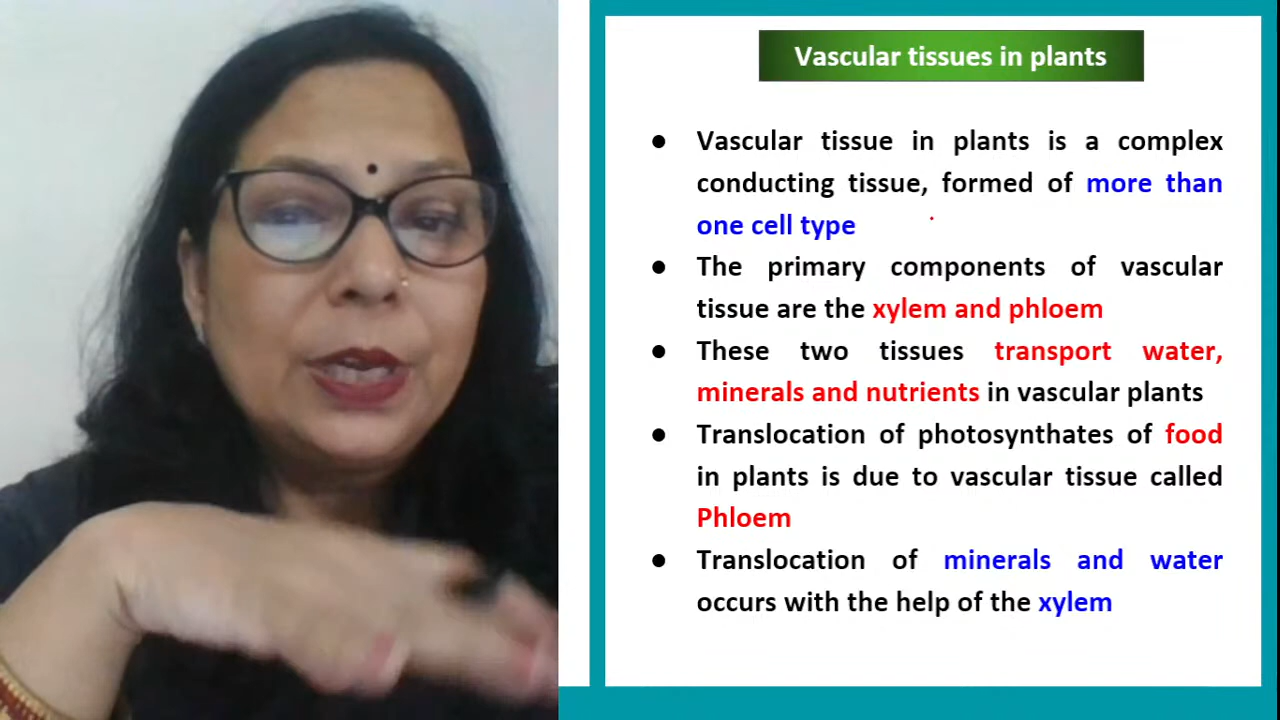 Vascular tissues in plants
● Vascular tissue in plants is a complex
conducting tissue, formed of more than
one cell type
● The primary components of vascular
tissue are the xylem and phloem
● These two tissues transport water,
minerals and nutrients in vascular plants
● Translocation of photosynthates of food
in plants is due to vascular tissue called
Phloem
● Translocation of minerals and water
occurs with the help of the xylem